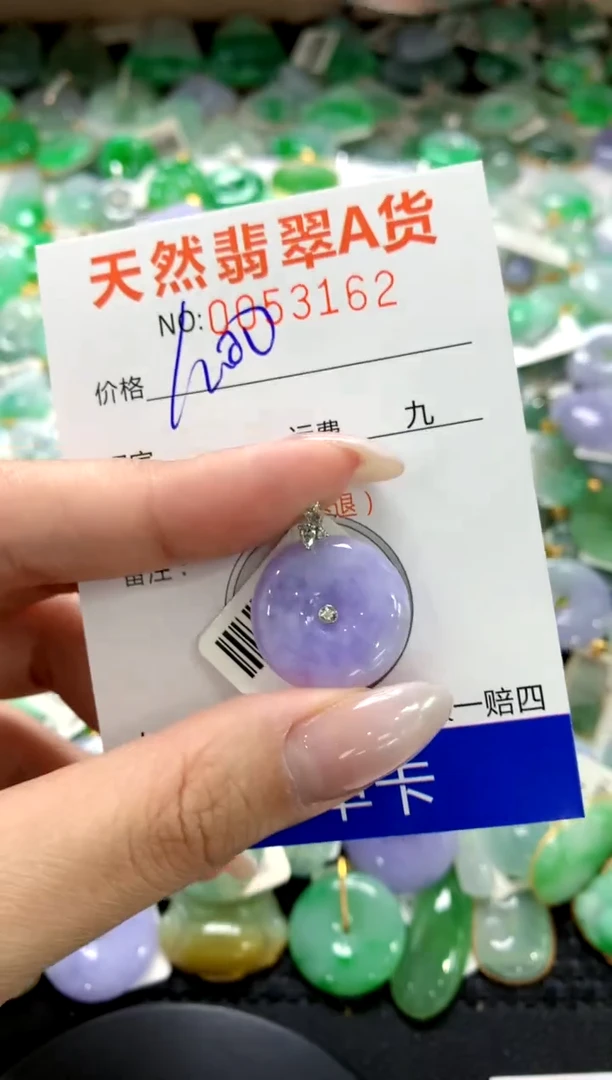 天然翡翠A货
NO:0053162
价格
运费 九
退）
备注：
一赔四
卡